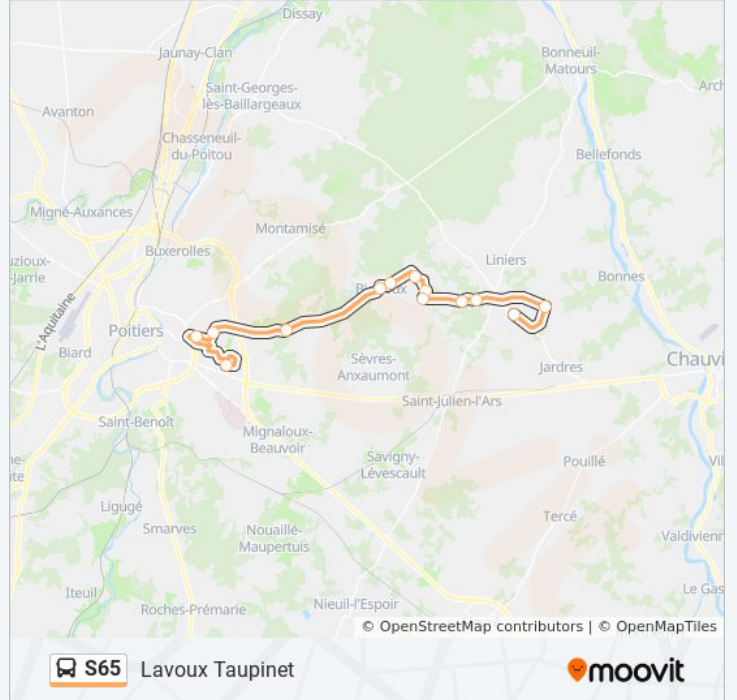 Dissay
Jaunay-Clan
Bonneuil-
Matours
Saint-Georges-
lès-Baillargeaux
Avanton
Chasseneuil-
du-Poitou
Bellefonds
Migné-Auxances
Montamisé
Buxerolles
Liniers
Bonnes
L'Aquitaine
Poitiers
Biard
Sèvres-
Anxaumont
Jardres
Chauvi
Saint-Julien-l'Ars
Saint-Benoît
Mignaloux-
Beauvoir
Savigny-
Lévescault
Pouillé
Ligugé
Smarves
Nouaillé-
Maupertuis
Tercé
Valdivienn
Iteuil
Roches-Prémarie
Nieuil-l'Espoir
Le Gas
© OpenStreetMap contributors | © OpenMapTiles
S65 Lavoux Taupinet
moovit